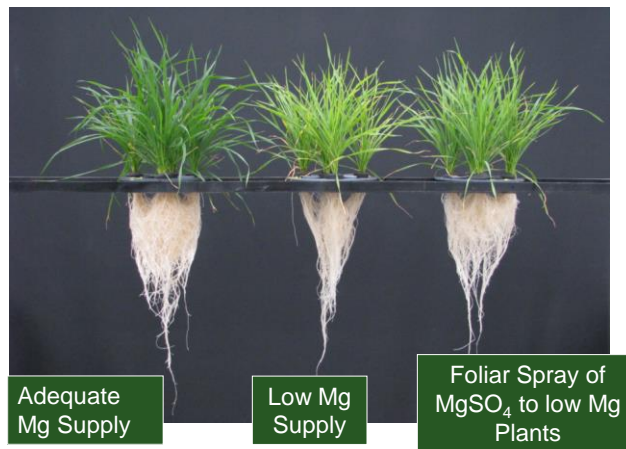 Adequate
Mg Supply
Low Mg
Supply
Foliar Spray of
MgSO₄ to low Mg
Plants